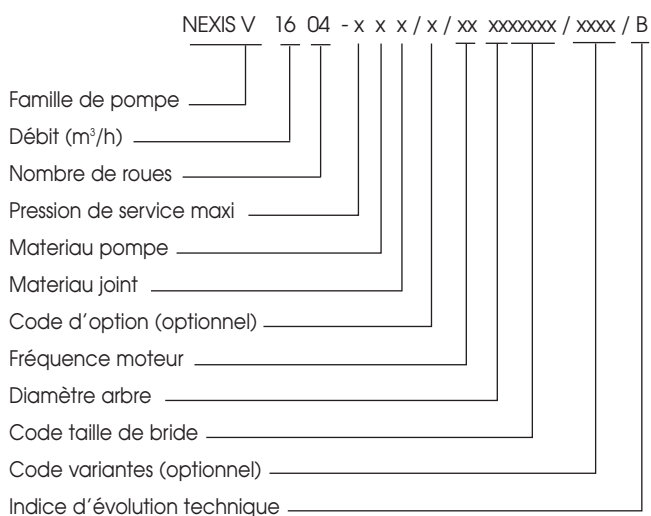 NEXIS V 16 04 - x x x / x / xx xxxxxxx / xxxx / B
Famille de pompe
Débit (m³/h)
Nombre de roues
Pression de service maxi
Materiau pompe
Materiau joint
Code d'option (optionnel)
Fréquence moteur
Diamètre arbre
Code taille de bride
Code variantes (optionnel)
Indice d'évolution technique